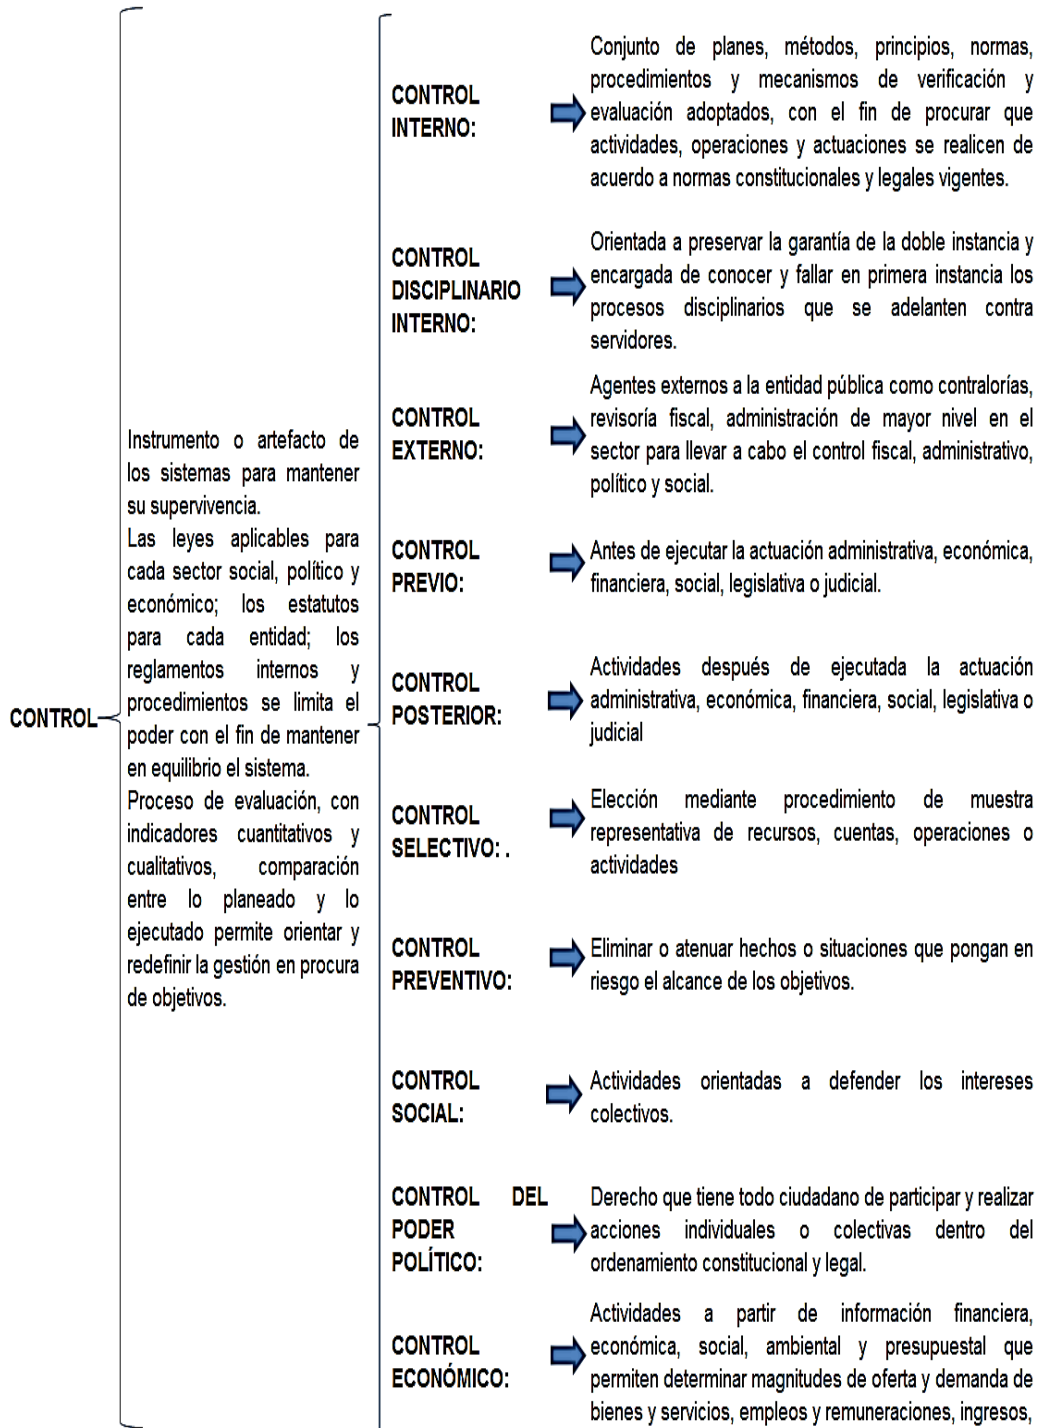 CONTROL
Instrumento o artefacto de
los sistemas para mantener
su supervivencia.
Las leyes aplicables para
cada sector social, político y
económico; los estatutos
para cada entidad; los
reglamentos internos y
procedimientos se limita el
poder con el fin de mantener
en equilibrio el sistema.
Proceso de evaluación, con
indicadores cuantitativos y
cualitativos, comparación
entre lo planeado y lo
ejecutado permite orientar y
redefinir la gestión en procura
de objetivos.
CONTROL
INTERNO:
Conjunto de planes, métodos, principios, normas,
procedimientos y mecanismos de verificación y
evaluación adoptados, con el fin de procurar que
actividades, operaciones y actuaciones se realicen de
acuerdo a normas constitucionales y legales vigentes.
CONTROL
DISCIPLINARIO
INTERNO:
Orientada a preservar la garantía de la doble instancia y
encargada de conocer y fallar en primera instancia los
procesos disciplinarios que se adelanten contra
servidores.
CONTROL
EXTERNO:
Agentes externos a la entidad pública como contralorías,
revisoría fiscal, administración de mayor nivel en el
sector para llevar a cabo el control fiscal, administrativo,
político y social.
CONTROL
PREVIO:
Antes de ejecutar la actuación administrativa, económica,
financiera, social, legislativa o judicial.
CONTROL
POSTERIOR:
Actividades después de ejecutada la actuación
administrativa, económica, financiera, social, legislativa o
judicial
CONTROL
SELECTIVO: .
Elección mediante procedimiento de muestra
representativa de recursos, cuentas, operaciones o
actividades
CONTROL
PREVENTIVO:
Eliminar o atenuar hechos o situaciones que pongan en
riesgo el alcance de los objetivos.
CONTROL
SOCIAL:
Actividades orientadas a defender los intereses
colectivos.
CONTROL DEL
PODER
POLÍTICO:
Derecho que tiene todo ciudadano de participar y realizar
acciones individuales o colectivas dentro del
ordenamiento constitucional y legal.
CONTROL
ECONÓMICO:
Actividades a partir de información financiera,
económica, social, ambiental y presupuestal que
permiten determinar magnitudes de oferta y demanda de
bienes y servicios, empleos y remuneraciones, ingresos,